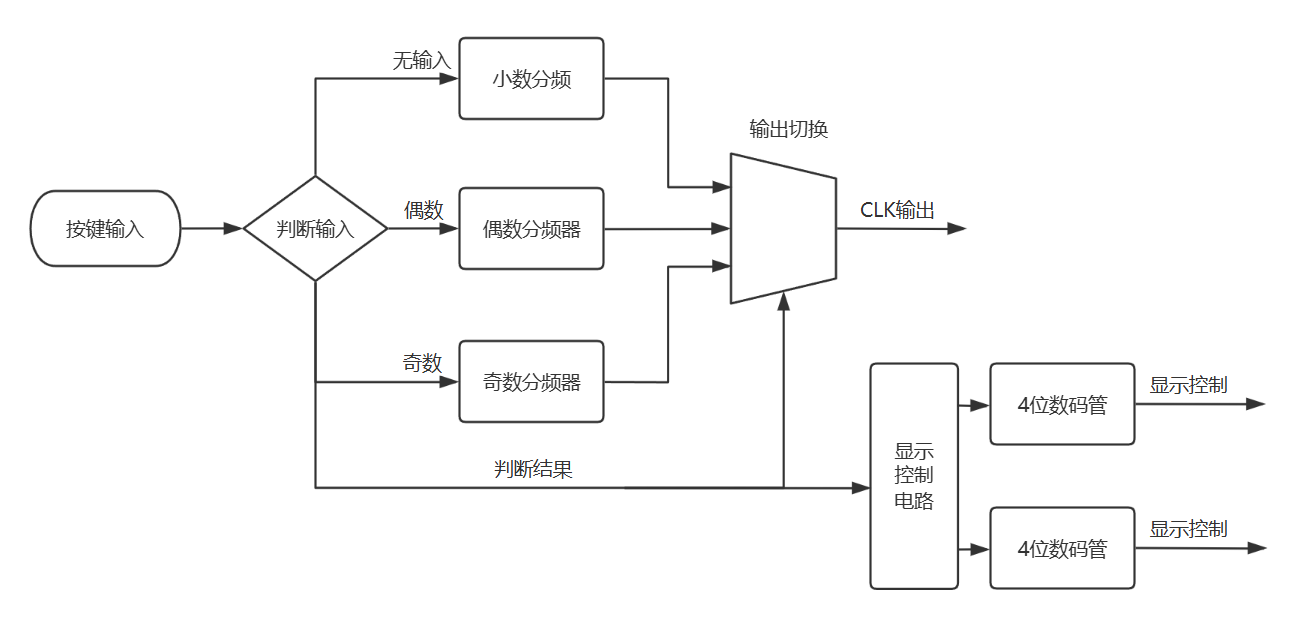 无输入
小数分频
输出切换
按键输入
判断输入
偶数
偶数分频器
CLK输出
奇数
奇数分频器
判断结果
显示
控制
电路
4位数码管
显示控制
4位数码管
显示控制